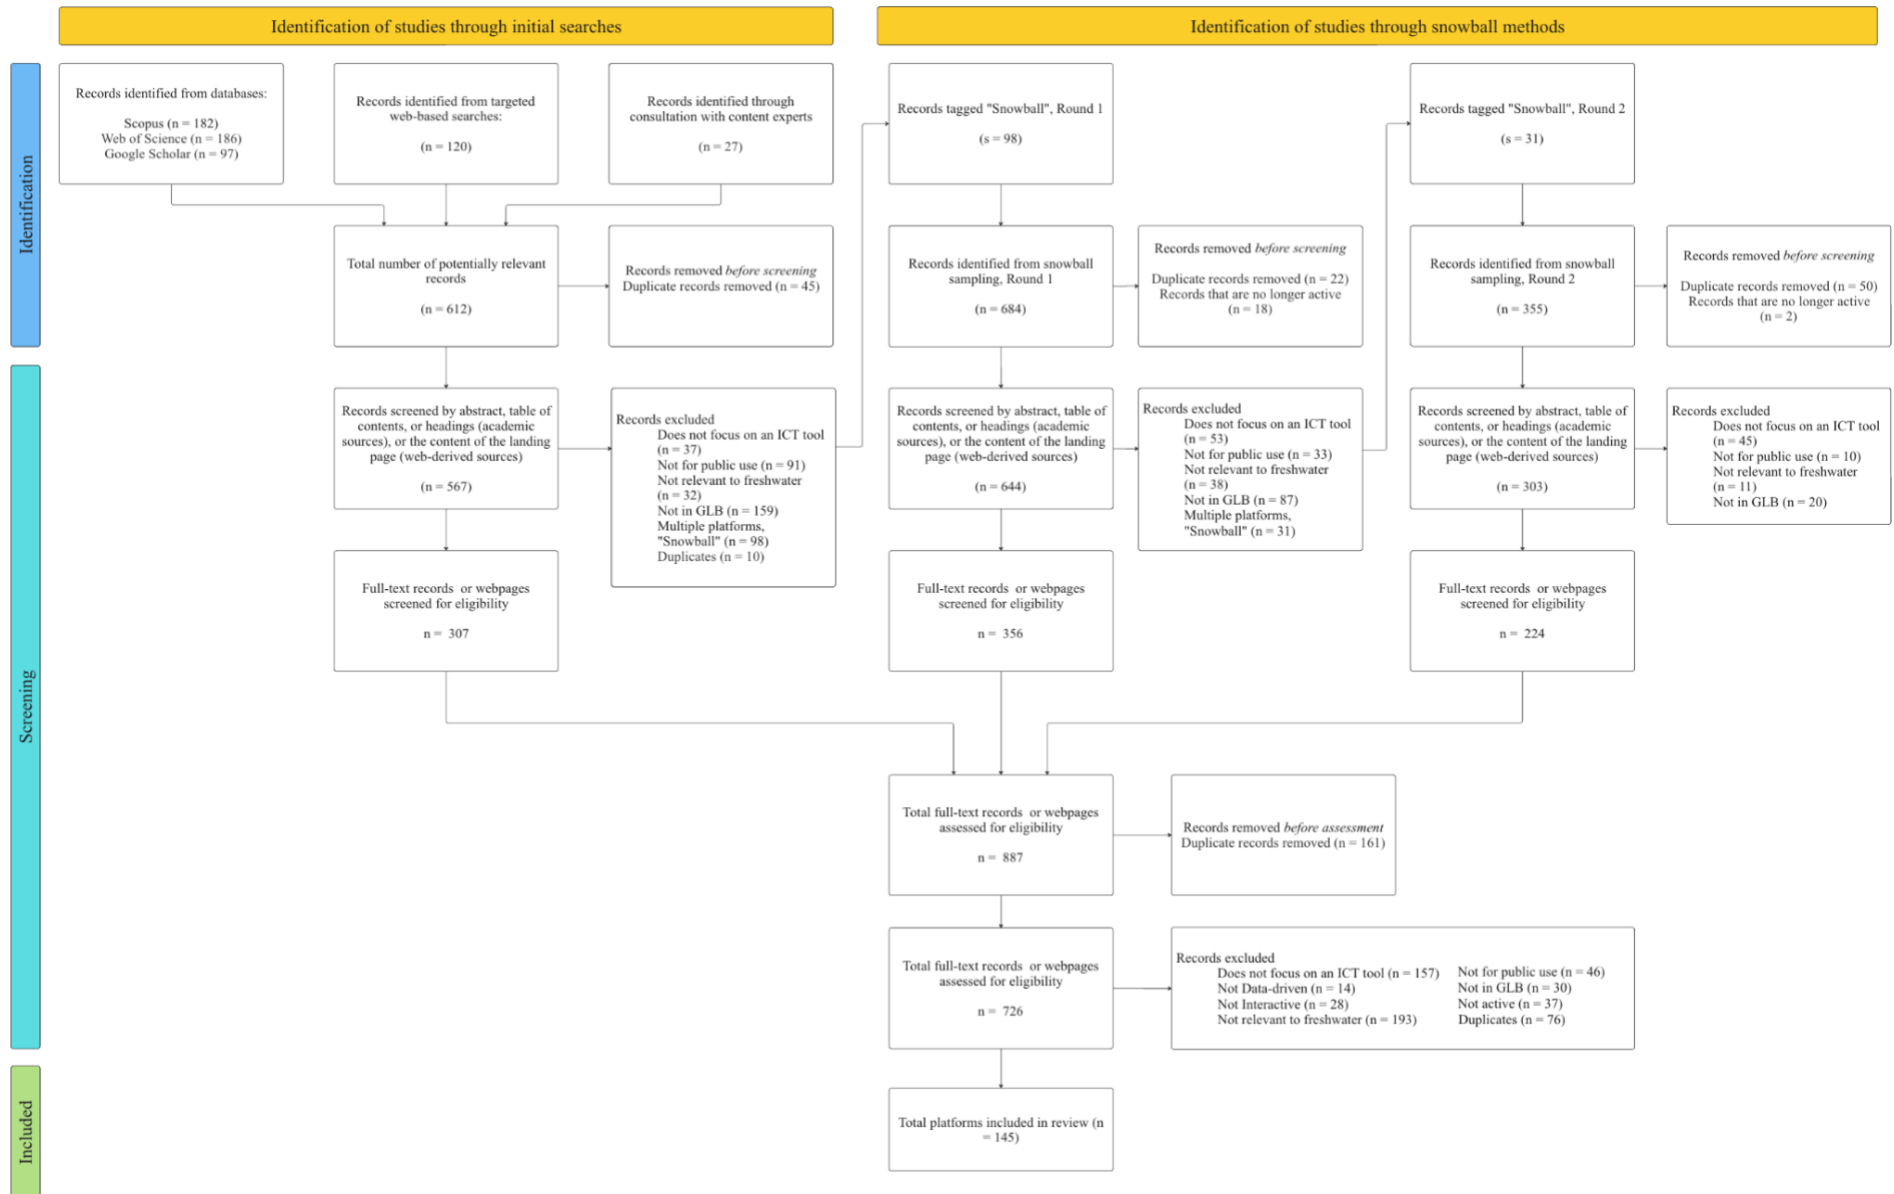 Identification of studies through initial searches
Identification of studies through snowball methods
Identification
Records identified from databases:
Scopus (n = 182)
Web of Science (n = 186)
Google Scholar (n = 97)
Records identified from targeted
web-based searches:
(n = 120)
Records identified through
consultation with content experts
(n = 27)
Records tagged "Snowball", Round 1
(s = 98)
Records tagged "Snowball", Round 2
(s = 31)
Total number of potentially relevant
records
(n = 612)
Records removed before screening
Duplicate records removed (n = 45)
Records identified from snowball
sampling, Round 1
(n = 684)
Records removed before screening
Duplicate records removed (n = 22)
Records that are no longer active
(n = 18)
Records identified from snowball
sampling, Round 2
(n = 355)
Records removed before screening
Duplicate records removed (n = 50)
Records that are no longer active
(n = 2)
Screening
Records screened by abstract, table of
contents, or headings (academic
sources), or the content of the landing
page (web-derived sources)
(n = 567)
Records excluded
Does not focus on an ICT tool
(n = 37)
Not for public use (n = 91)
Not relevant to freshwater
(n = 32)
Not in GLB (n = 159)
Multiple platforms,
"Snowball" (n = 98)
Duplicates (n = 10)
Records screened by abstract, table of
contents, or headings (academic
sources), or the content of the landing
page (web-derived sources)
(n = 644)
Records excluded
Does not focus on an ICT tool
(n = 53)
Not for public use (n = 33)
Not relevant to freshwater
(n = 38)
Not in GLB (n = 87)
Multiple platforms,
"Snowball" (n = 31)
Records screened by abstract, table of
contents, or headings (academic
sources), or the content of the landing
page (web-derived sources)
(n = 303)
Records excluded
Does not focus on an ICT tool
(n = 45)
Not for public use (n = 10)
Not relevant to freshwater
(n = 11)
Not in GLB (n = 20)
Full-text records or webpages
screened for eligibility
n = 307
Full-text records or webpages
screened for eligibility
n = 356
Full-text records or webpages
screened for eligibility
n = 224
Total full-text records or webpages
assessed for eligibility
n = 887
Records removed before assessment
Duplicate records removed (n = 161)
Total full-text records or webpages
assessed for eligibility
n = 726
Records excluded
Does not focus on an ICT tool (n = 157)
Not Data-driven (n = 14)
Not Interactive (n = 28)
Not relevant to freshwater (n = 193)
Not for public use (n = 46)
Not in GLB (n = 30)
Not active (n = 37)
Duplicates (n = 76)
Included
Total platforms included in review (n
= 145)